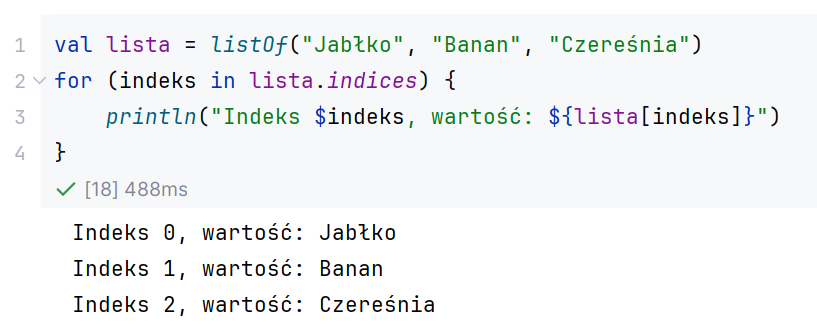 1 val lista = listOf("Jabłko", "Banan", "Czereśnia")
2 for (indeks in lista.indices) {
3     println("Indeks $indeks, wartość: ${lista[indeks]}")
4 }
[18] 488ms
Indeks 0, wartość: Jabłko
Indeks 1, wartość: Banan
Indeks 2, wartość: Czereśnia